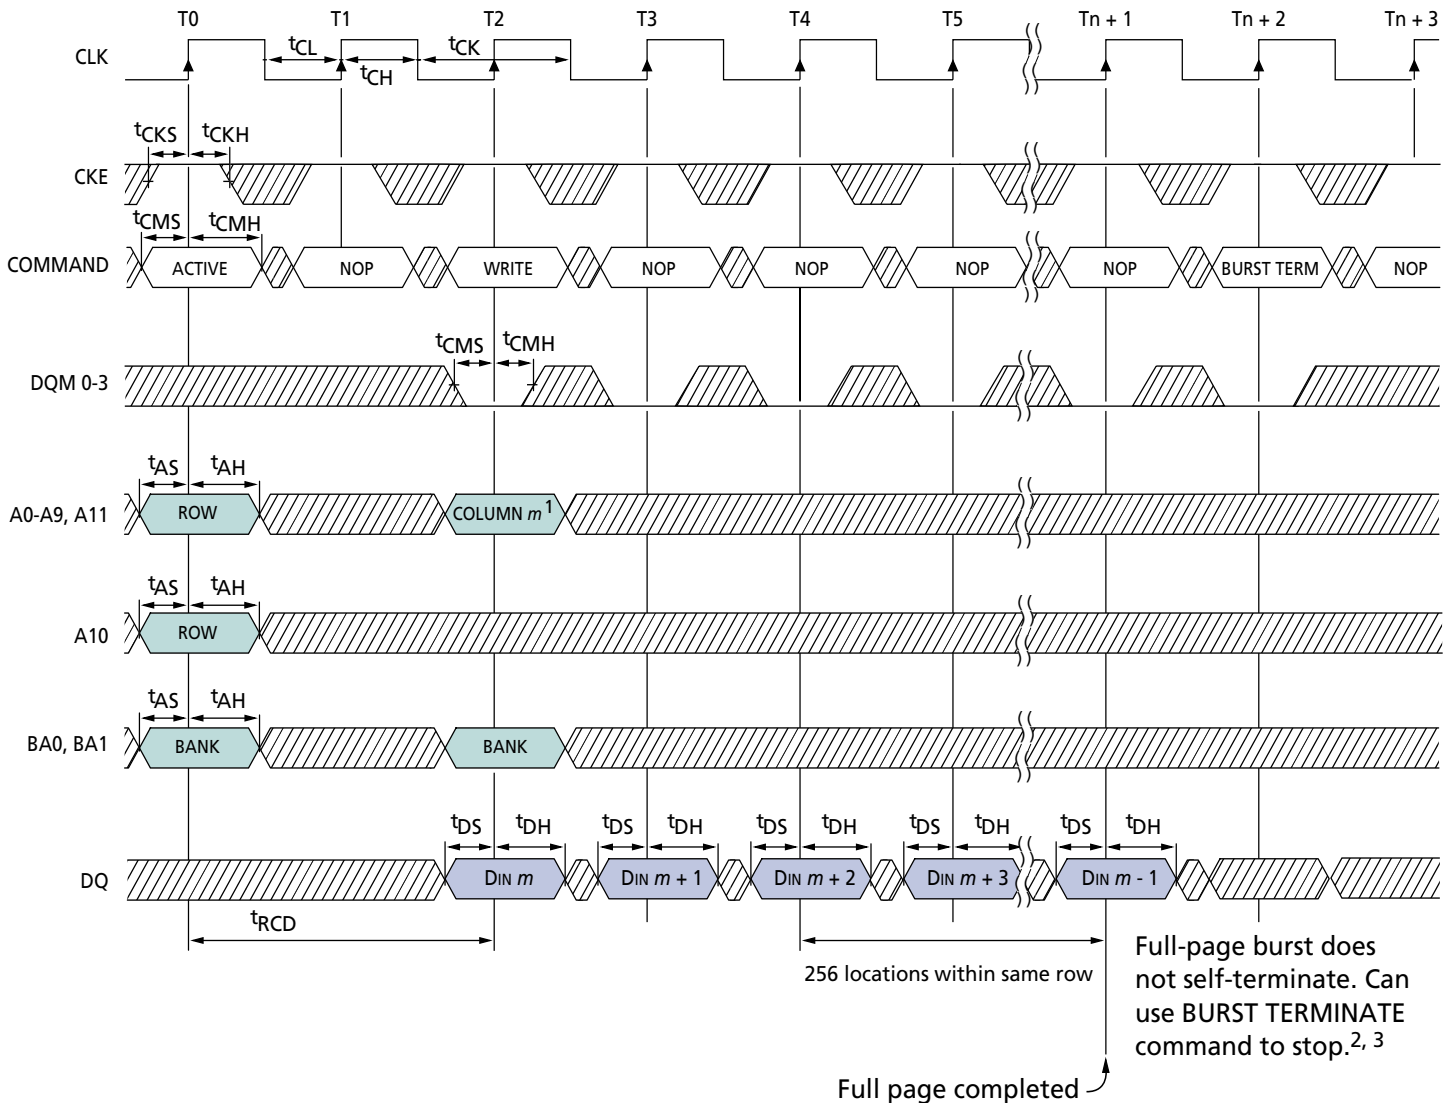 T0 T1 T2 T3 T4 T5 Tn + 1 Tn + 2 Tn + 3
CLK tCL tCH tCK
tCKS tCKH
CKE
tCMS tCMH
COMMAND ACTIVE NOP WRITE NOP NOP NOP NOP BURST TERM NOP
tCMS tCMH
DQM 0-3
tAS tAH
A0-A9, A11 ROW COLUMN m1
tAS tAH
A10 ROW
tAS tAH
BA0, BA1 BANK BANK
tDS tDH tDS tDH tDS tDH tDS tDH tDS tDH
DQ DIN m DIN m + 1 DIN m + 2 DIN m + 3 DIN m - 1
tRCD
256 locations within same row
Full-page burst does
not self-terminate. Can
use BURST TERMINATE
command to stop.2, 3
Full page completed